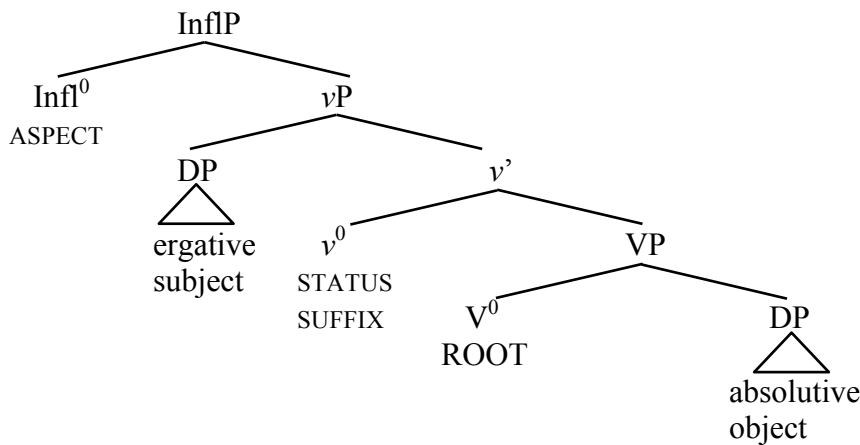 InflP
Infl⁰ vP
ASPECT
DP v’
ergative
subject
v⁰ VP
STATUS
SUFFIX
V⁰ DP
ROOT
absolutive
object